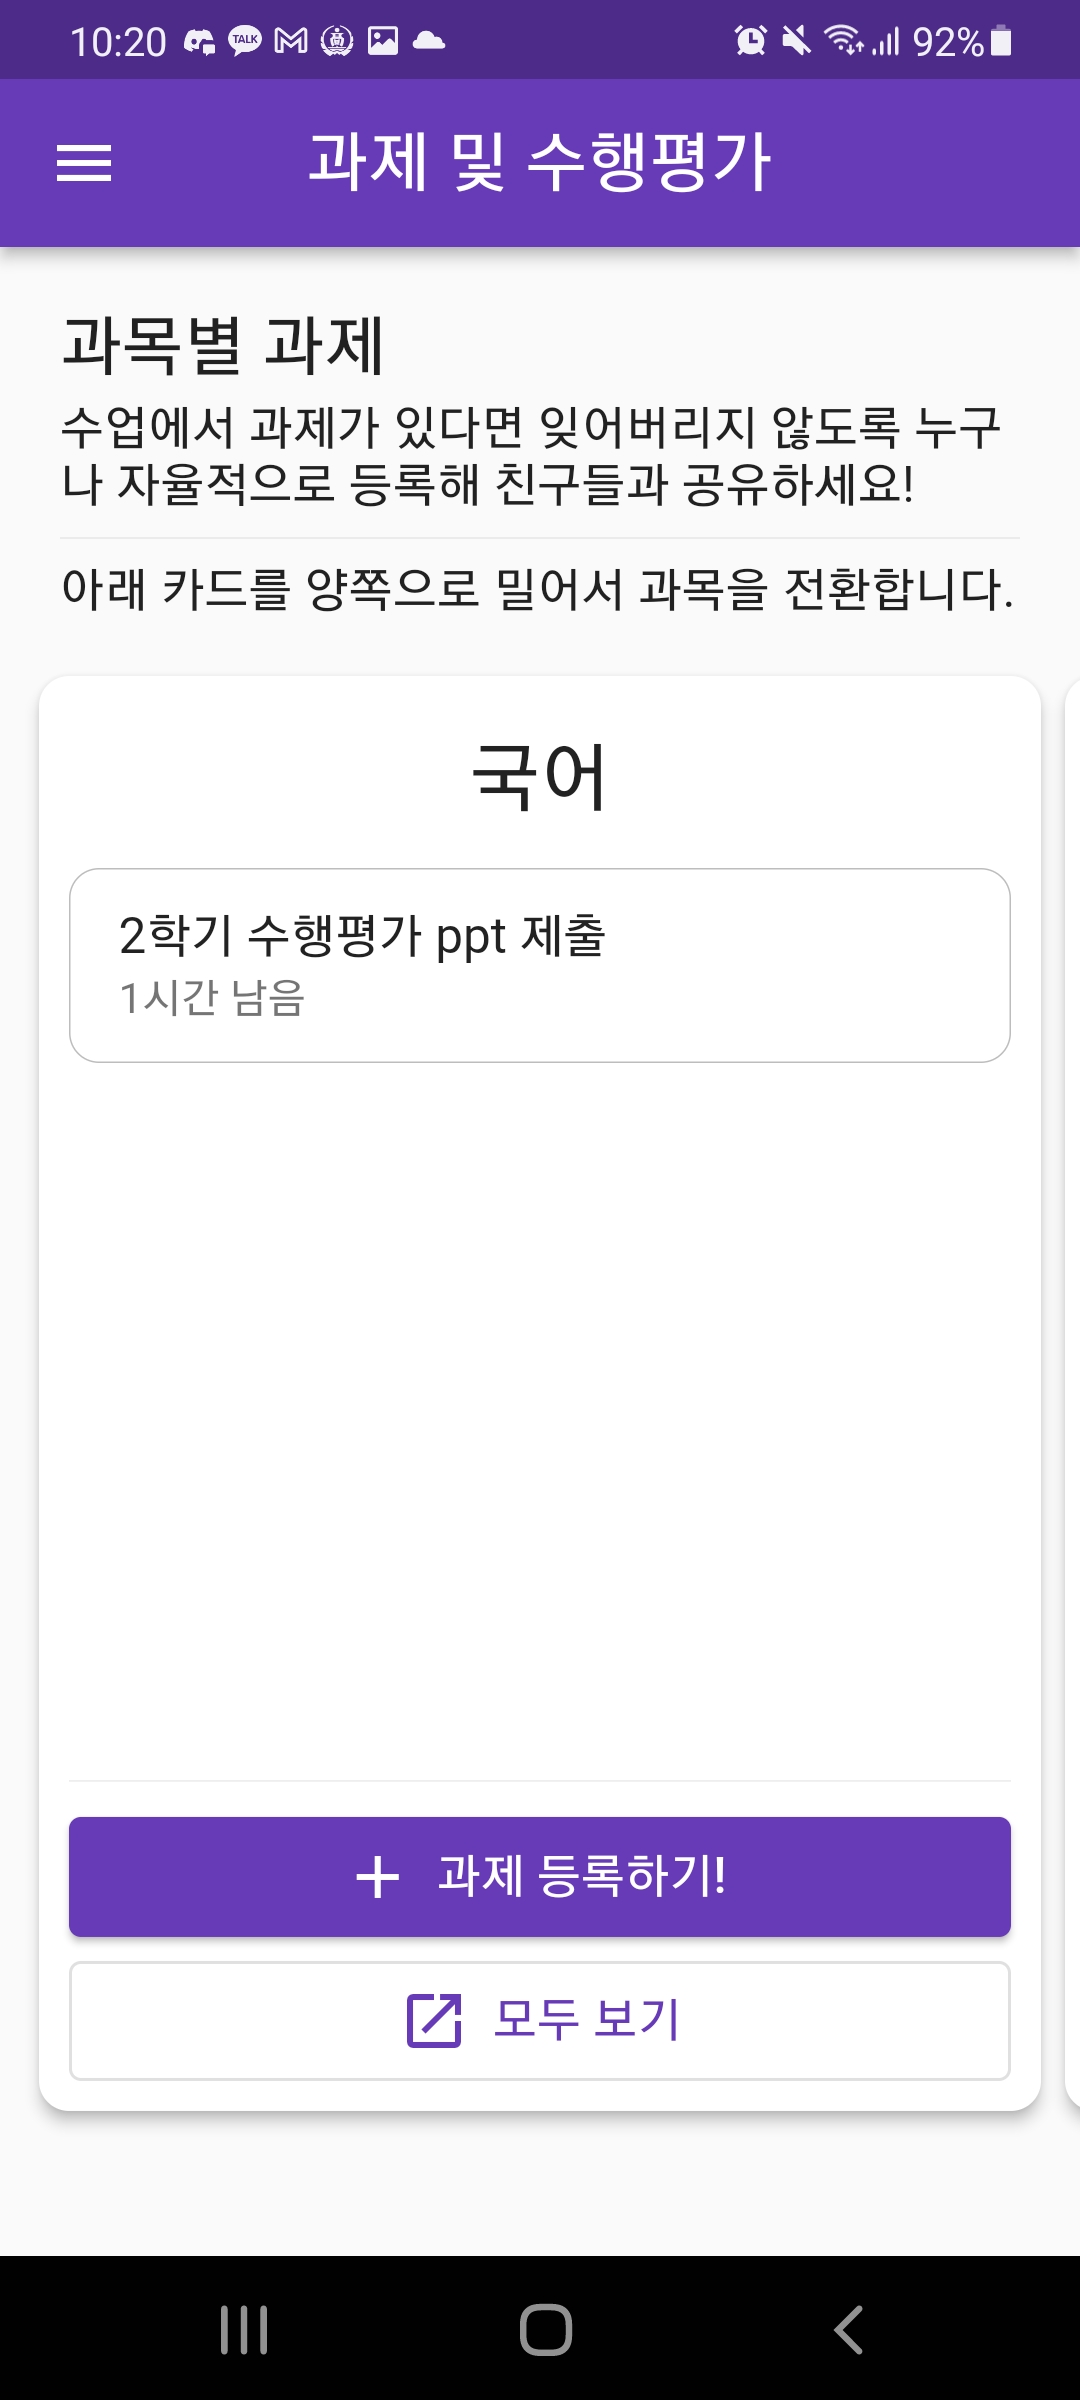 10:20 TALK 92%
과제 및 수행평가
과목별 과제
수업에서 과제가 있다면 잊어버리지 않도록 누구
나 자율적으로 등록해 친구들과 공유하세요!
아래 카드를 양쪽으로 밀어서 과목을 전환합니다.
국어
2학기 수행평가 ppt 제출
1시간 남음
과제 등록하기!
모두 보기